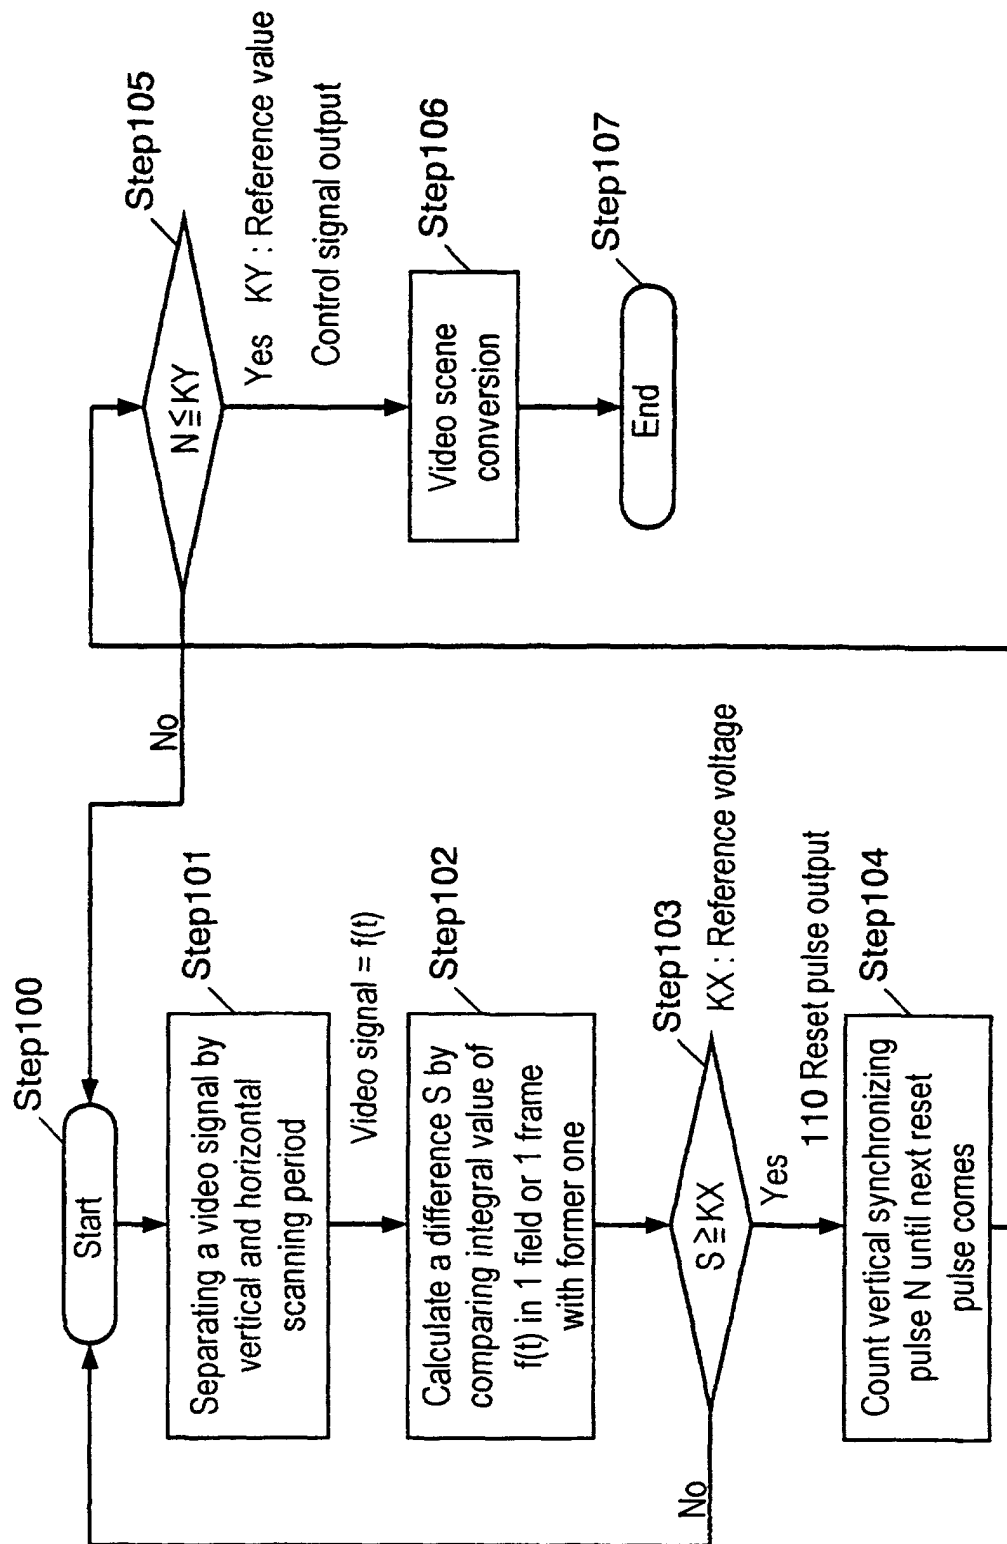 Start
Step100
Separating a video signal by
vertical and horizontal
scanning period
Step101
Video signal = f(t)
Calculate a difference S by
comparing integral value of
f(t) in 1 field or 1 frame
with former one
Step102
S ≧ KX
Step103
KX : Reference voltage
No
Yes
110 Reset pulse output
Count vertical synchronizing
pulse N until next reset
pulse comes
Step104
N ≦ KY
Step105
No
Yes KY : Reference value
Control signal output
Video scene
conversion
Step106
End
Step107